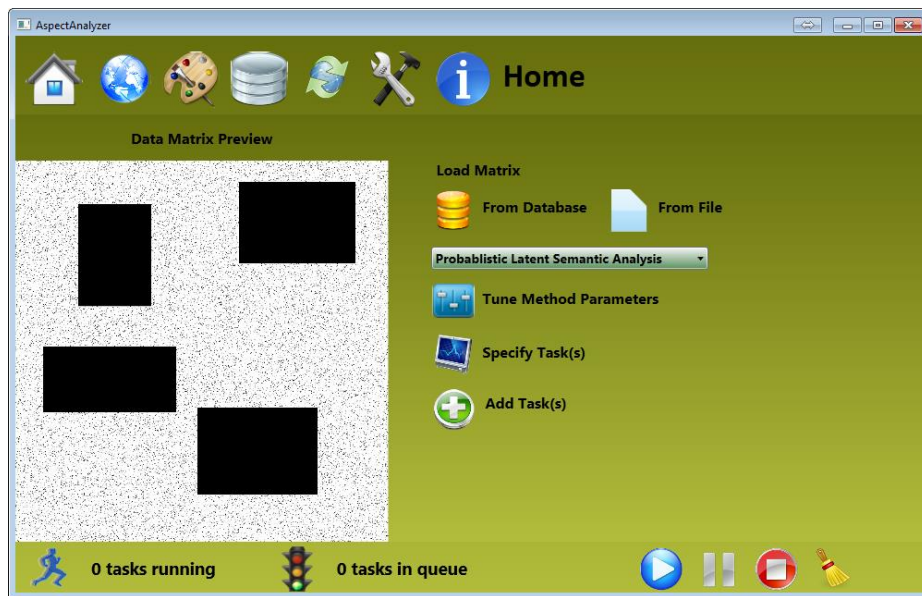 AspectAnalyzer
Home
Data Matrix Preview
Load Matrix
From Database
From File
Probablistic Latent Semantic Analysis
Tune Method Parameters
Specify Task(s)
Add Task(s)
0 tasks running
0 tasks in queue